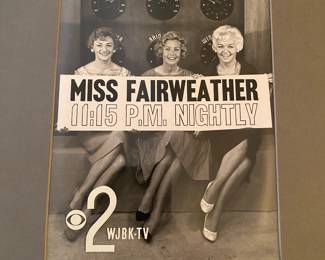 MISS FAIRWEATHER
11:15 P.M. NIGHTLY
2
WJBK-TV